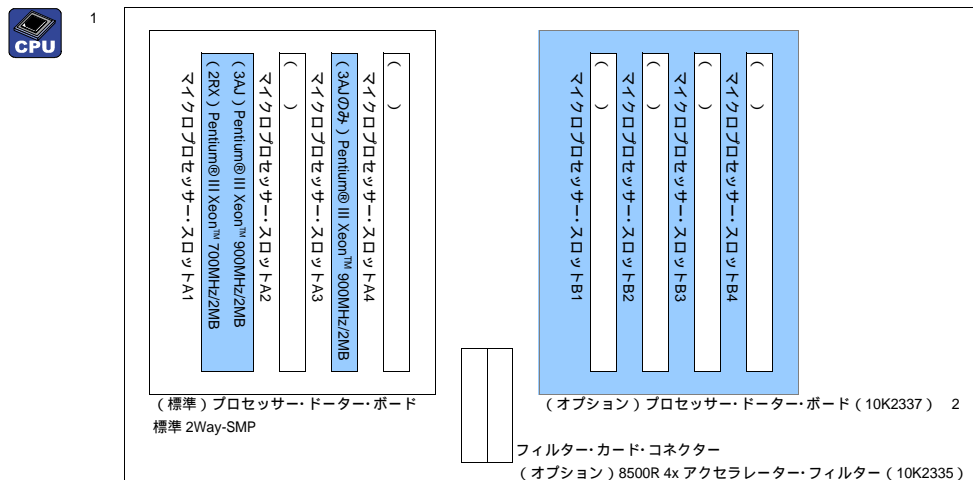 CPU
1
マイクロプロセッサー・スロットA1
( 2RX ) Pentium® III Xeon™ 700MHz/2MB
( 3AJ ) Pentium® III Xeon™ 900MHz/2MB
マイクロプロセッサー・スロットA2
( )
マイクロプロセッサー・スロットA3
( 3AJのみ ) Pentium® III Xeon™ 900MHz/2MB
マイクロプロセッサー・スロットA4
( )
( 標準 ) プロセッサー・ドーター・ボード
標準 2Way-SMP
マイクロプロセッサー・スロットB1
( )
マイクロプロセッサー・スロットB2
( )
マイクロプロセッサー・スロットB3
( )
マイクロプロセッサー・スロットB4
( )
( オプション ) プロセッサー・ドーター・ボード ( 10K2337 ) 2
フィルター・カード・コネクター
( オプション ) 8500R 4x アクセラレーター・フィルター ( 10K2335 )